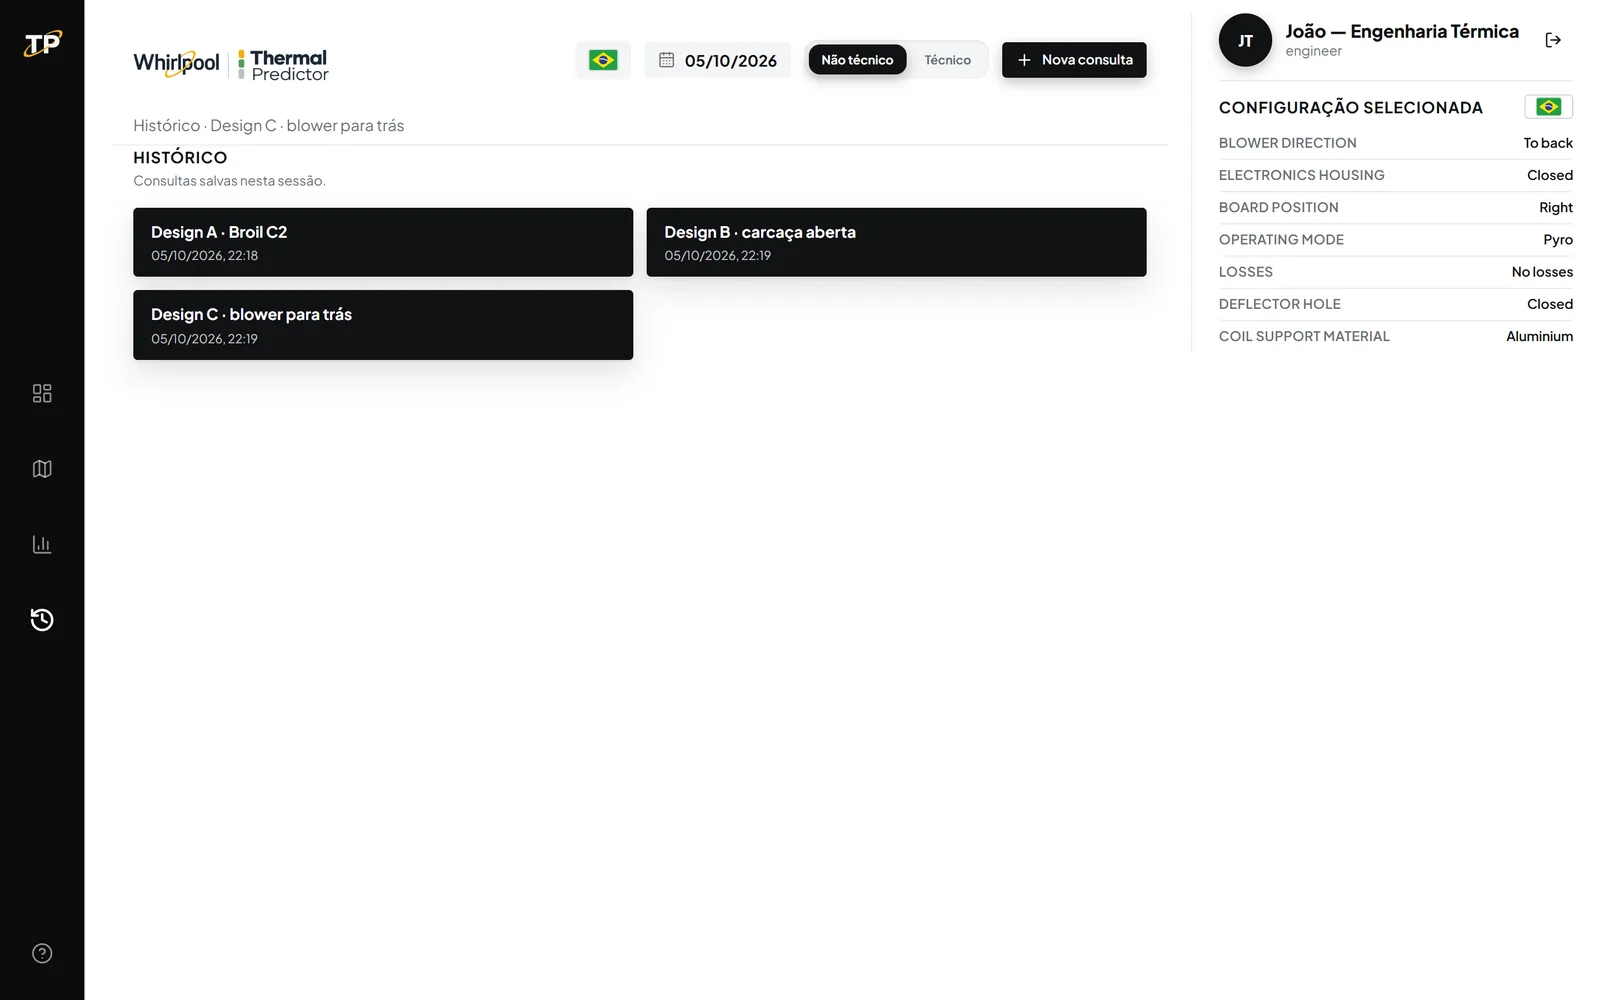 TP
Whirlpool
Thermal
Predictor
05/10/2026
Não técnico
Técnico
Nova consulta
Histórico · Design C · blower para trás
HISTÓRICO
Consultas salvas nesta sessão.
Design A · Broil C2
05/10/2026, 22:18
Design B · carcaça aberta
05/10/2026, 22:19
Design C · blower para trás
05/10/2026, 22:19
JT
João — Engenharia Térmica
engineer
CONFIGURAÇÃO SELECIONADA
BLOWER DIRECTION To back
ELECTRONICS HOUSING Closed
BOARD POSITION Right
OPERATING MODE Pyro
LOSSES No losses
DEFLECTOR HOLE Closed
COIL SUPPORT MATERIAL Aluminium